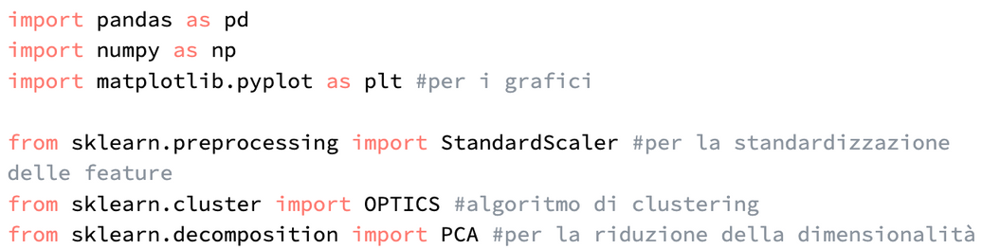 import pandas as pd
import numpy as np
import matplotlib.pyplot as plt #per i grafici
from sklearn.preprocessing import StandardScaler #per la standardizzazione
delle feature
from sklearn.cluster import OPTICS #algoritmo di clustering
from sklearn.decomposition import PCA #per la riduzione della dimensionalità